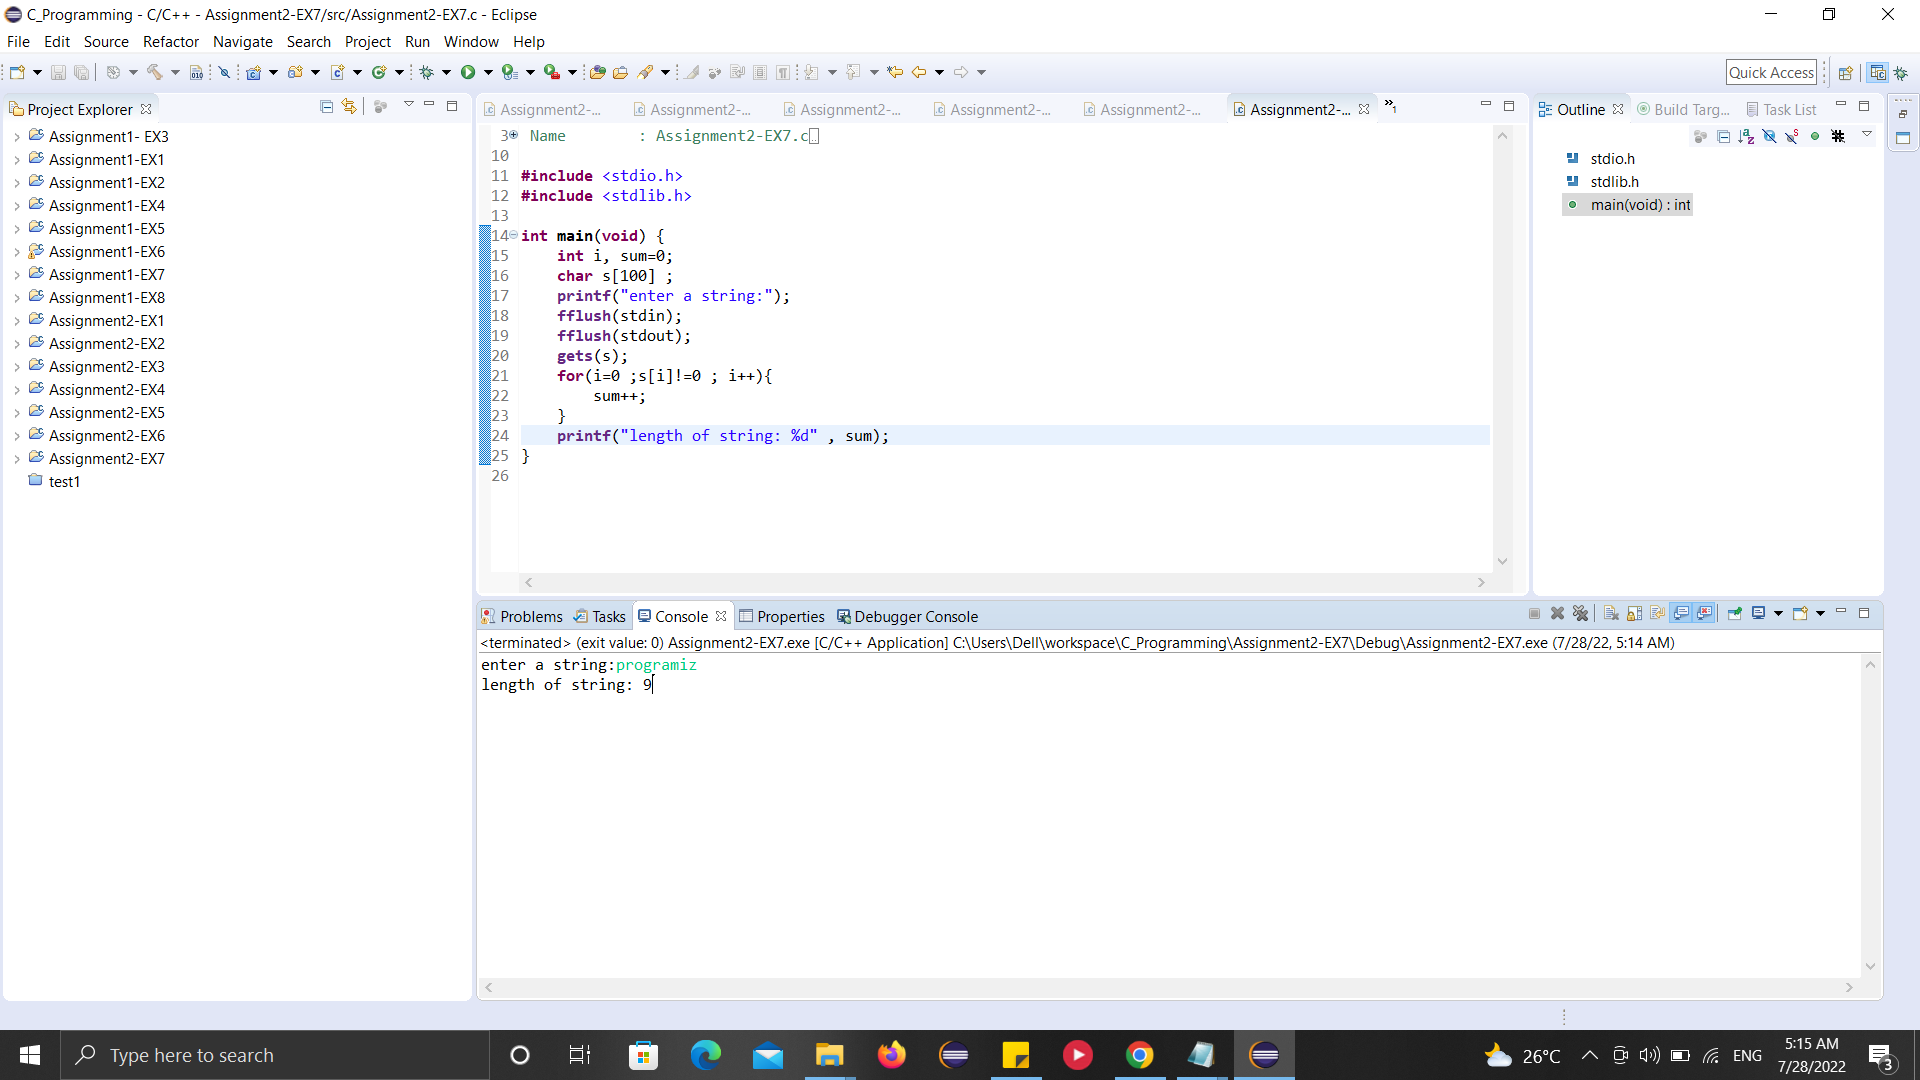 C_Programming - C/C++ - Assignment2-EX7/src/Assignment2-EX7.c - Eclipse
File Edit Source Refactor Navigate Search Project Run Window Help
Quick Access
Project Explorer
Assignment1- EX3
Assignment1-EX1
Assignment1-EX2
Assignment1-EX4
Assignment1-EX5
Assignment1-EX6
Assignment1-EX7
Assignment1-EX8
Assignment2-EX1
Assignment2-EX2
Assignment2-EX3
Assignment2-EX4
Assignment2-EX5
Assignment2-EX6
Assignment2-EX7
test1
Assignment2-... Assignment2-... Assignment2-... Assignment2-... Assignment2-... Assignment2-... »1
3 Name : Assignment2-EX7.c
10
11 #include <stdio.h>
12 #include <stdlib.h>
13
14 int main(void) {
15 int i, sum=0;
16 char s[100] ;
17 printf("enter a string:");
18 fflush(stdin);
19 fflush(stdout);
20 gets(s);
21 for(i=0 ;s[i]!=0 ; i++){
22 sum++;
23 }
24 printf("length of string: %d" , sum);
25 }
26
Outline Build Targ... Task List
stdio.h
stdlib.h
main(void) : int
Problems Tasks Console Properties Debugger Console
<terminated> (exit value: 0) Assignment2-EX7.exe [C/C++ Application] C:\Users\Dell\workspace\C_Programming\Assignment2-EX7\Debug\Assignment2-EX7.exe (7/28/22, 5:14 AM)
enter a string:programiz
length of string: 9
Type here to search
26°C
ENG
5:15 AM
7/28/2022
3